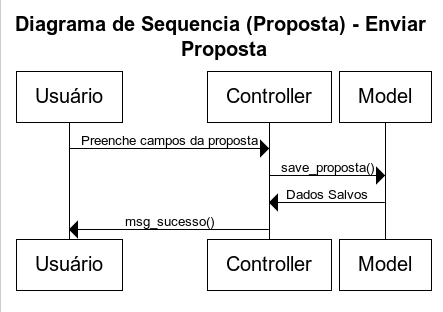 Diagrama de Sequencia (Proposta) - Enviar
Proposta
Usuário
Controller
Model
Preenche campos da proposta
save_proposta()
Dados Salvos
msg_sucesso()
Usuário
Controller
Model